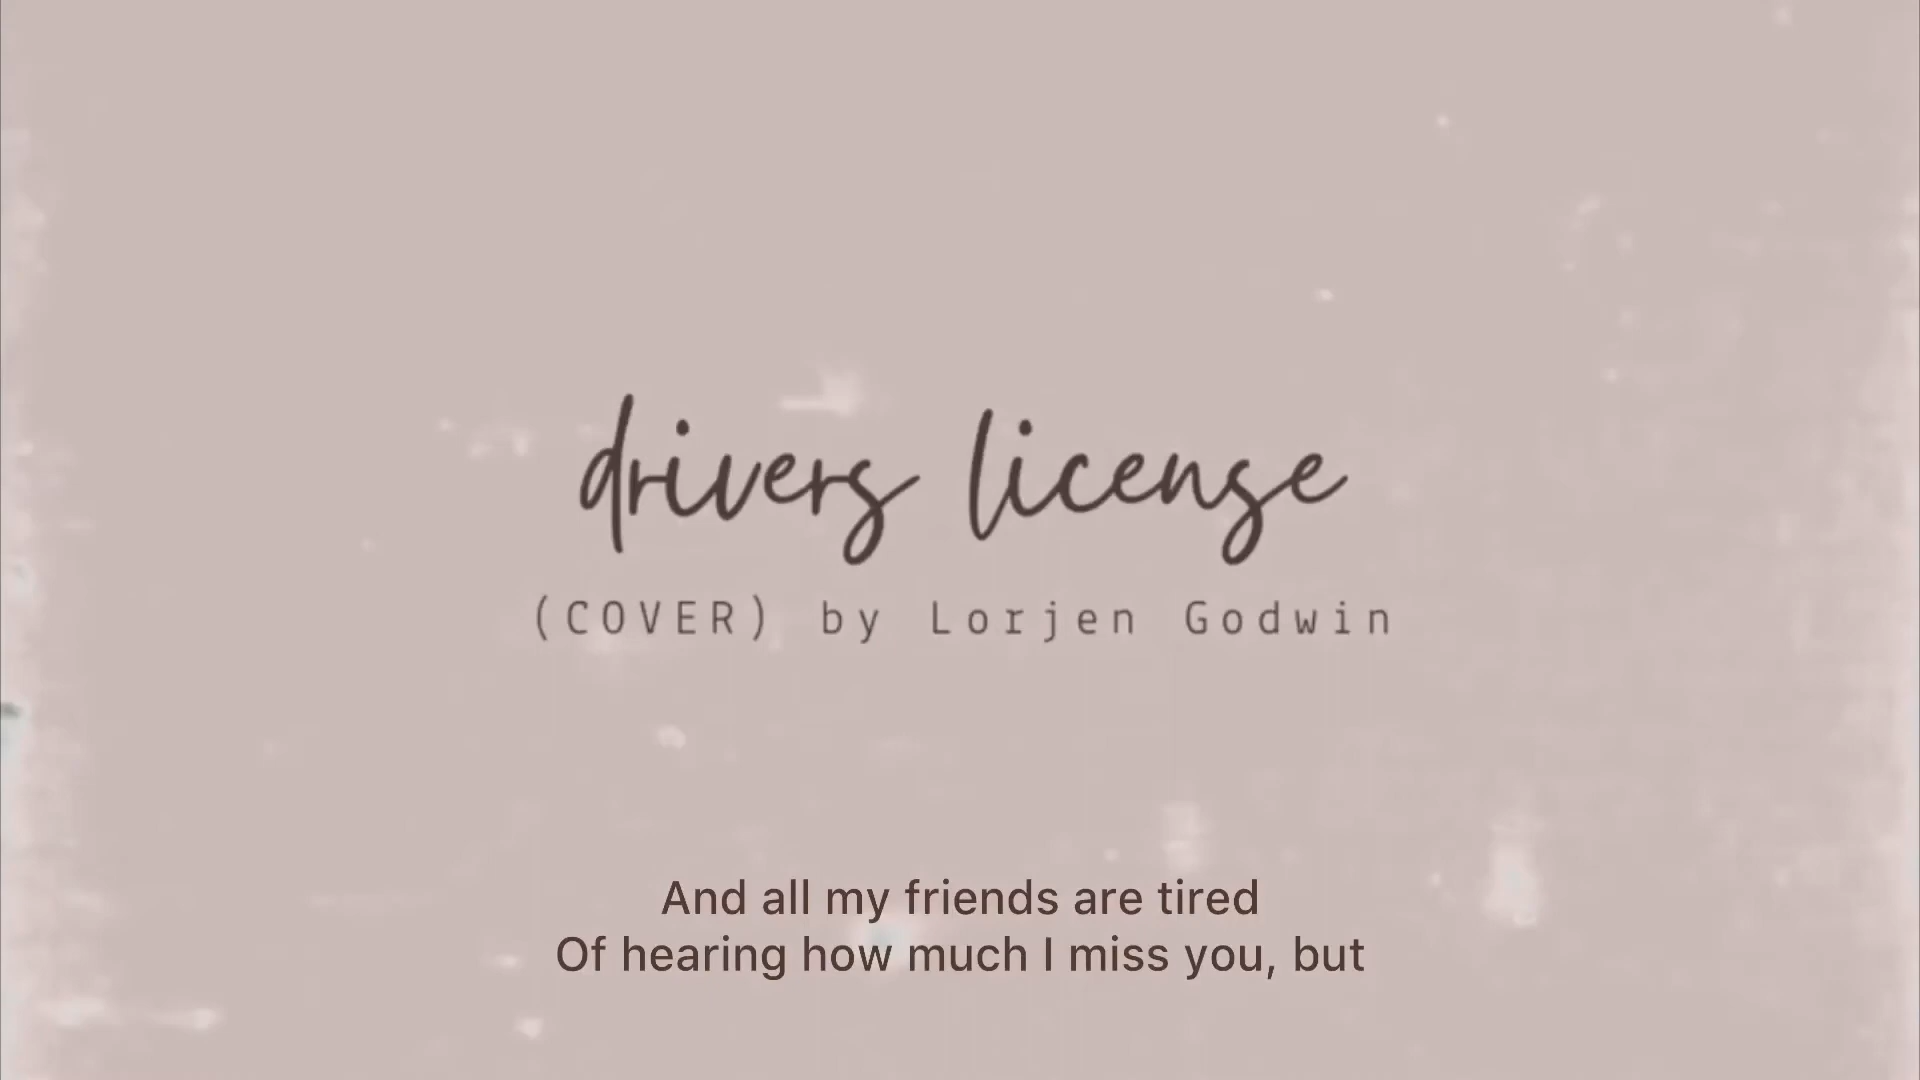 drivers license
(COVER) by Lorjen Godwin
And all my friends are tired
Of hearing how much I miss you, but